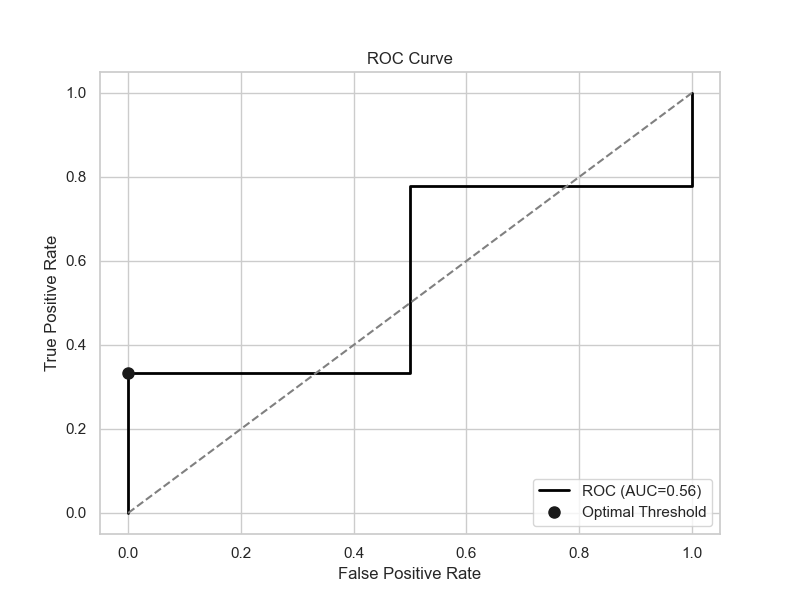 ROC Curve
1.0
0.8
0.6
0.4
0.2
0.0
True Positive Rate
0.0 0.2 0.4 0.6 0.8 1.0
False Positive Rate
ROC (AUC=0.56)
Optimal Threshold